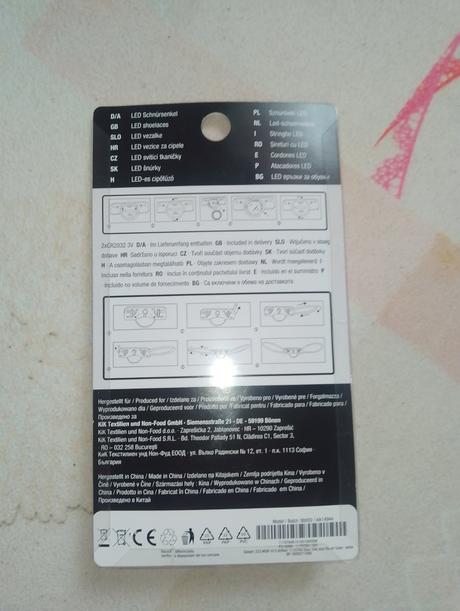 D/A LED Schnürsenkel
GB LED shoelaces
SLO LED vezalke
HR LED vezice za cipele
CZ LED svítící tkaničky
SK LED šnúrky
H LED-es cipőfűző
PL Sznurówki LED
NL Led-schoenveters
I Stringhe LED
RO Șireturi cu LED
E Cordones LED
P Atacadores LED
BG LED връзки за обувки
2xCR2032 3V D/A · Im Lieferumfang enthalten GB · Included in delivery SLO · Vključeno v obseg
dobave HR · Sadržano u isporuci CZ · Tvoří součást objemu dodávky SK · Tvorí súčasť dodávky
H · A csomagolásban megtalálható PL · Objęte zakresem dostawy NL · Wordt meegeleverd I ·
Incluso nella fornitura RO · Inclus în conținutul pachetului livrat E · Incluido en el suministro P
· Incluido no volume de fornecimento BG · Са включени в обема на доставката
Hergestellt für / Produced for / Izdelano za / Proizvedeno za / Vyrobeno pro / Vyrobené pre / Forgalmazza /
Wyprodukowano dla / Geproduceerd voor / Prodotto per / Fabricat pentru / Fabricado para / Fabricado para /
Произведено за
KiK Textilien und Non-Food GmbH - Siemensstraße 21 - DE - 59199 Bönen
KiK Textilien und Non-Food d.o.o. - Zaprešićka 2, Jablanovec - HR – 10290 Zaprešić
KiK Textilien und Non-Food S.R.L. - Bd. Theodor Pallady 51 N, Clădirea C1, Sector 3,
RO – 032 258 București
КиК Текстилиен унд Нон-Фуд ЕООД - ул. Вълко Радински № 12, ет. 1 - п.к. 1113 София -
България
Hergestellt in China / Made in China / Izdelano na Kitajskem / Zemlja podrijetla Kina / Vyrobeno v
Číně / Vyrobené v Číne / Származási hely : Kína / Wyprodukowano w Chinach / Geproduceerd in
China / Prodotto in Cina / Fabricat în China / Fabricado en China / Fabricado em China /
Произведено в Китай
CE
PAP
PAP
PVC